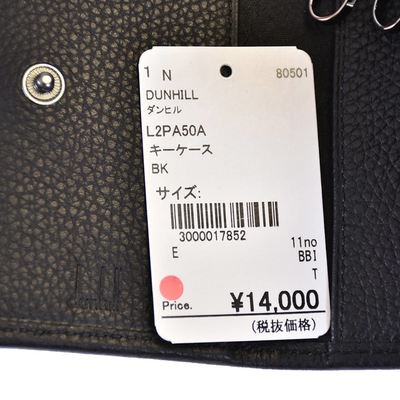 1 N 80501
DUNHILL
ダンヒル
L2PA50A
キーケース
BK
サイズ:
3000017852
E 11no
BBI
T
Price. ¥14,000
(税抜価格)
dunhill